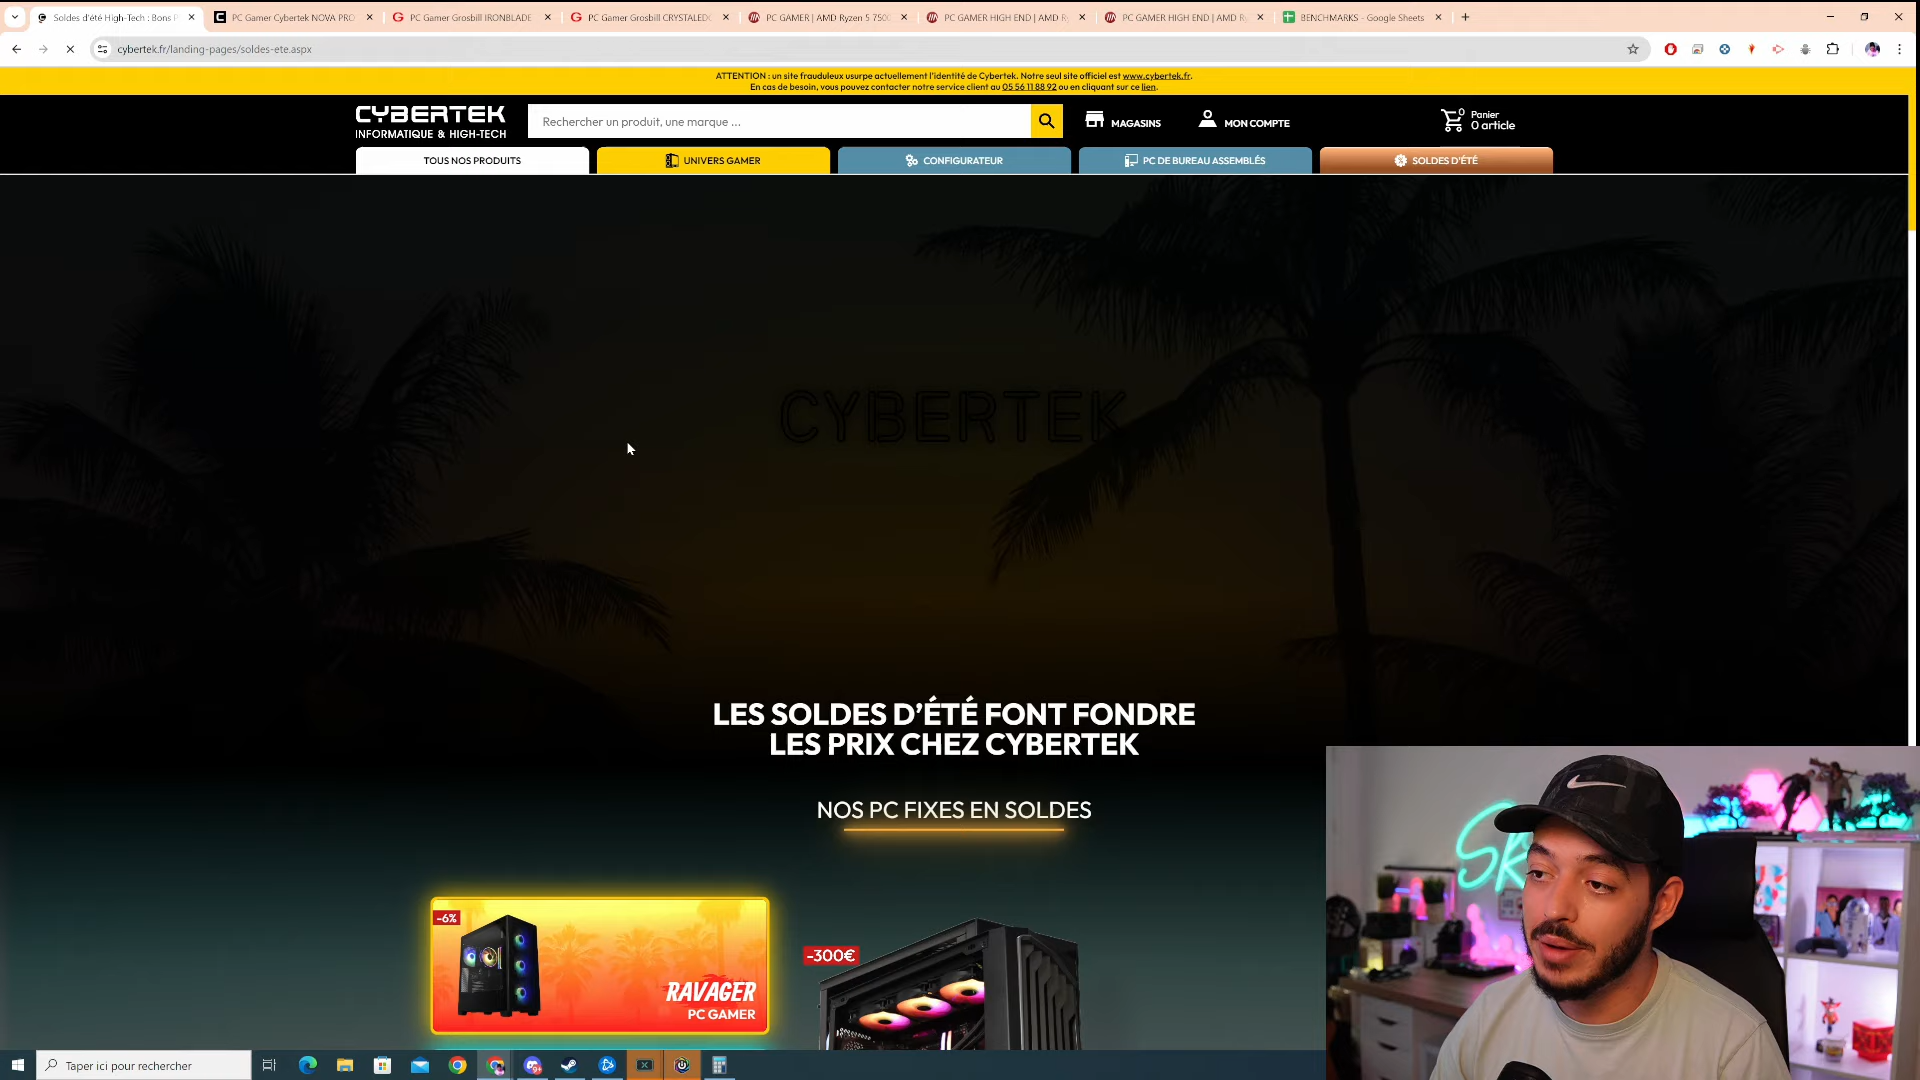 Soldes d'été High-Tech : Bons P
PC Gamer Cybertek NOVA PRO
PC Gamer Grosbill IRONBLADE
PC Gamer Grosbill CRYSTALEDG
PC GAMER | AMD Ryzen 5 7500
PC GAMER HIGH END | AMD Ry
PC GAMER HIGH END | AMD Ry
BENCHMARKS - Google Sheets
cybertek.fr/landing-pages/soldes-ete.aspx
ATTENTION : un site frauduleux usurpe actuellement l'identité de Cybertek. Notre seul site officiel est www.cybertek.fr.
En cas de besoin, vous pouvez contacter notre service client au 05 56 11 88 92 ou en cliquant sur ce lien.
CYBERTEK
INFORMATIQUE & HIGH-TECH
Rechercher un produit, une marque ...
MAGASINS
MON COMPTE
0
Panier
0 article
TOUS NOS PRODUITS
UNIVERS GAMER
CONFIGURATEUR
PC DE BUREAU ASSEMBLÉS
SOLDES D'ÉTÉ
CYBERTEK
LES SOLDES D'ÉTÉ FONT FONDRE
LES PRIX CHEZ CYBERTEK
NOS PC FIXES EN SOLDES
-6%
RAVAGER
PC GAMER
-300€
Taper ici pour rechercher